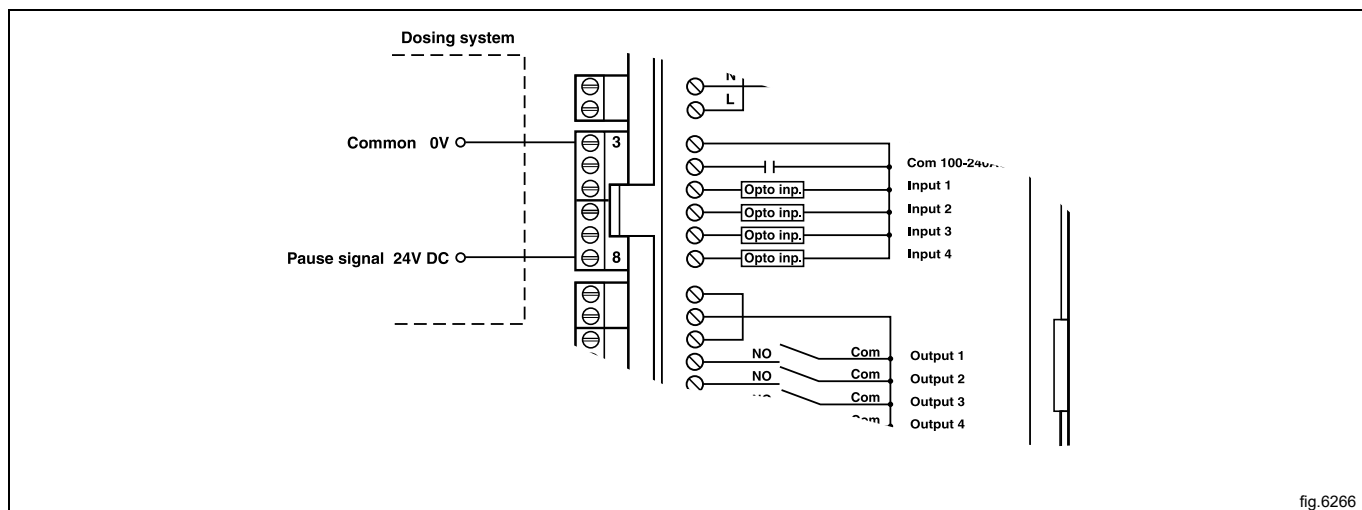 Dosing system
Common 0V
3
Pause signal 24V DC
8
N
L
Com
Opto inp. Input 1
Opto inp. Input 2
Opto inp. Input 3
Opto inp. Input 4
NO Com Output 1
NO Com Output 2
NO Com Output 3
Com Output 4
fig.6266